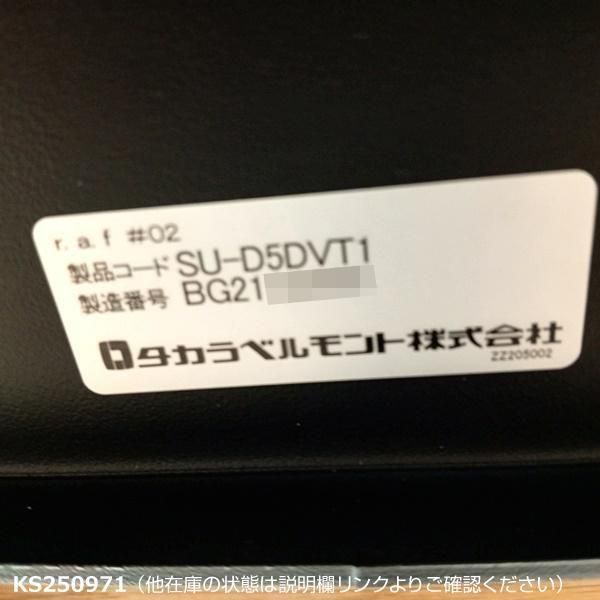 r.a.f #02
製品コード SU-D5DVT1
製造番号 BG21
タカラベルモント株式会社
ZZ205002
KS250971（他在庫の状態は説明欄リンクよりご確認ください）